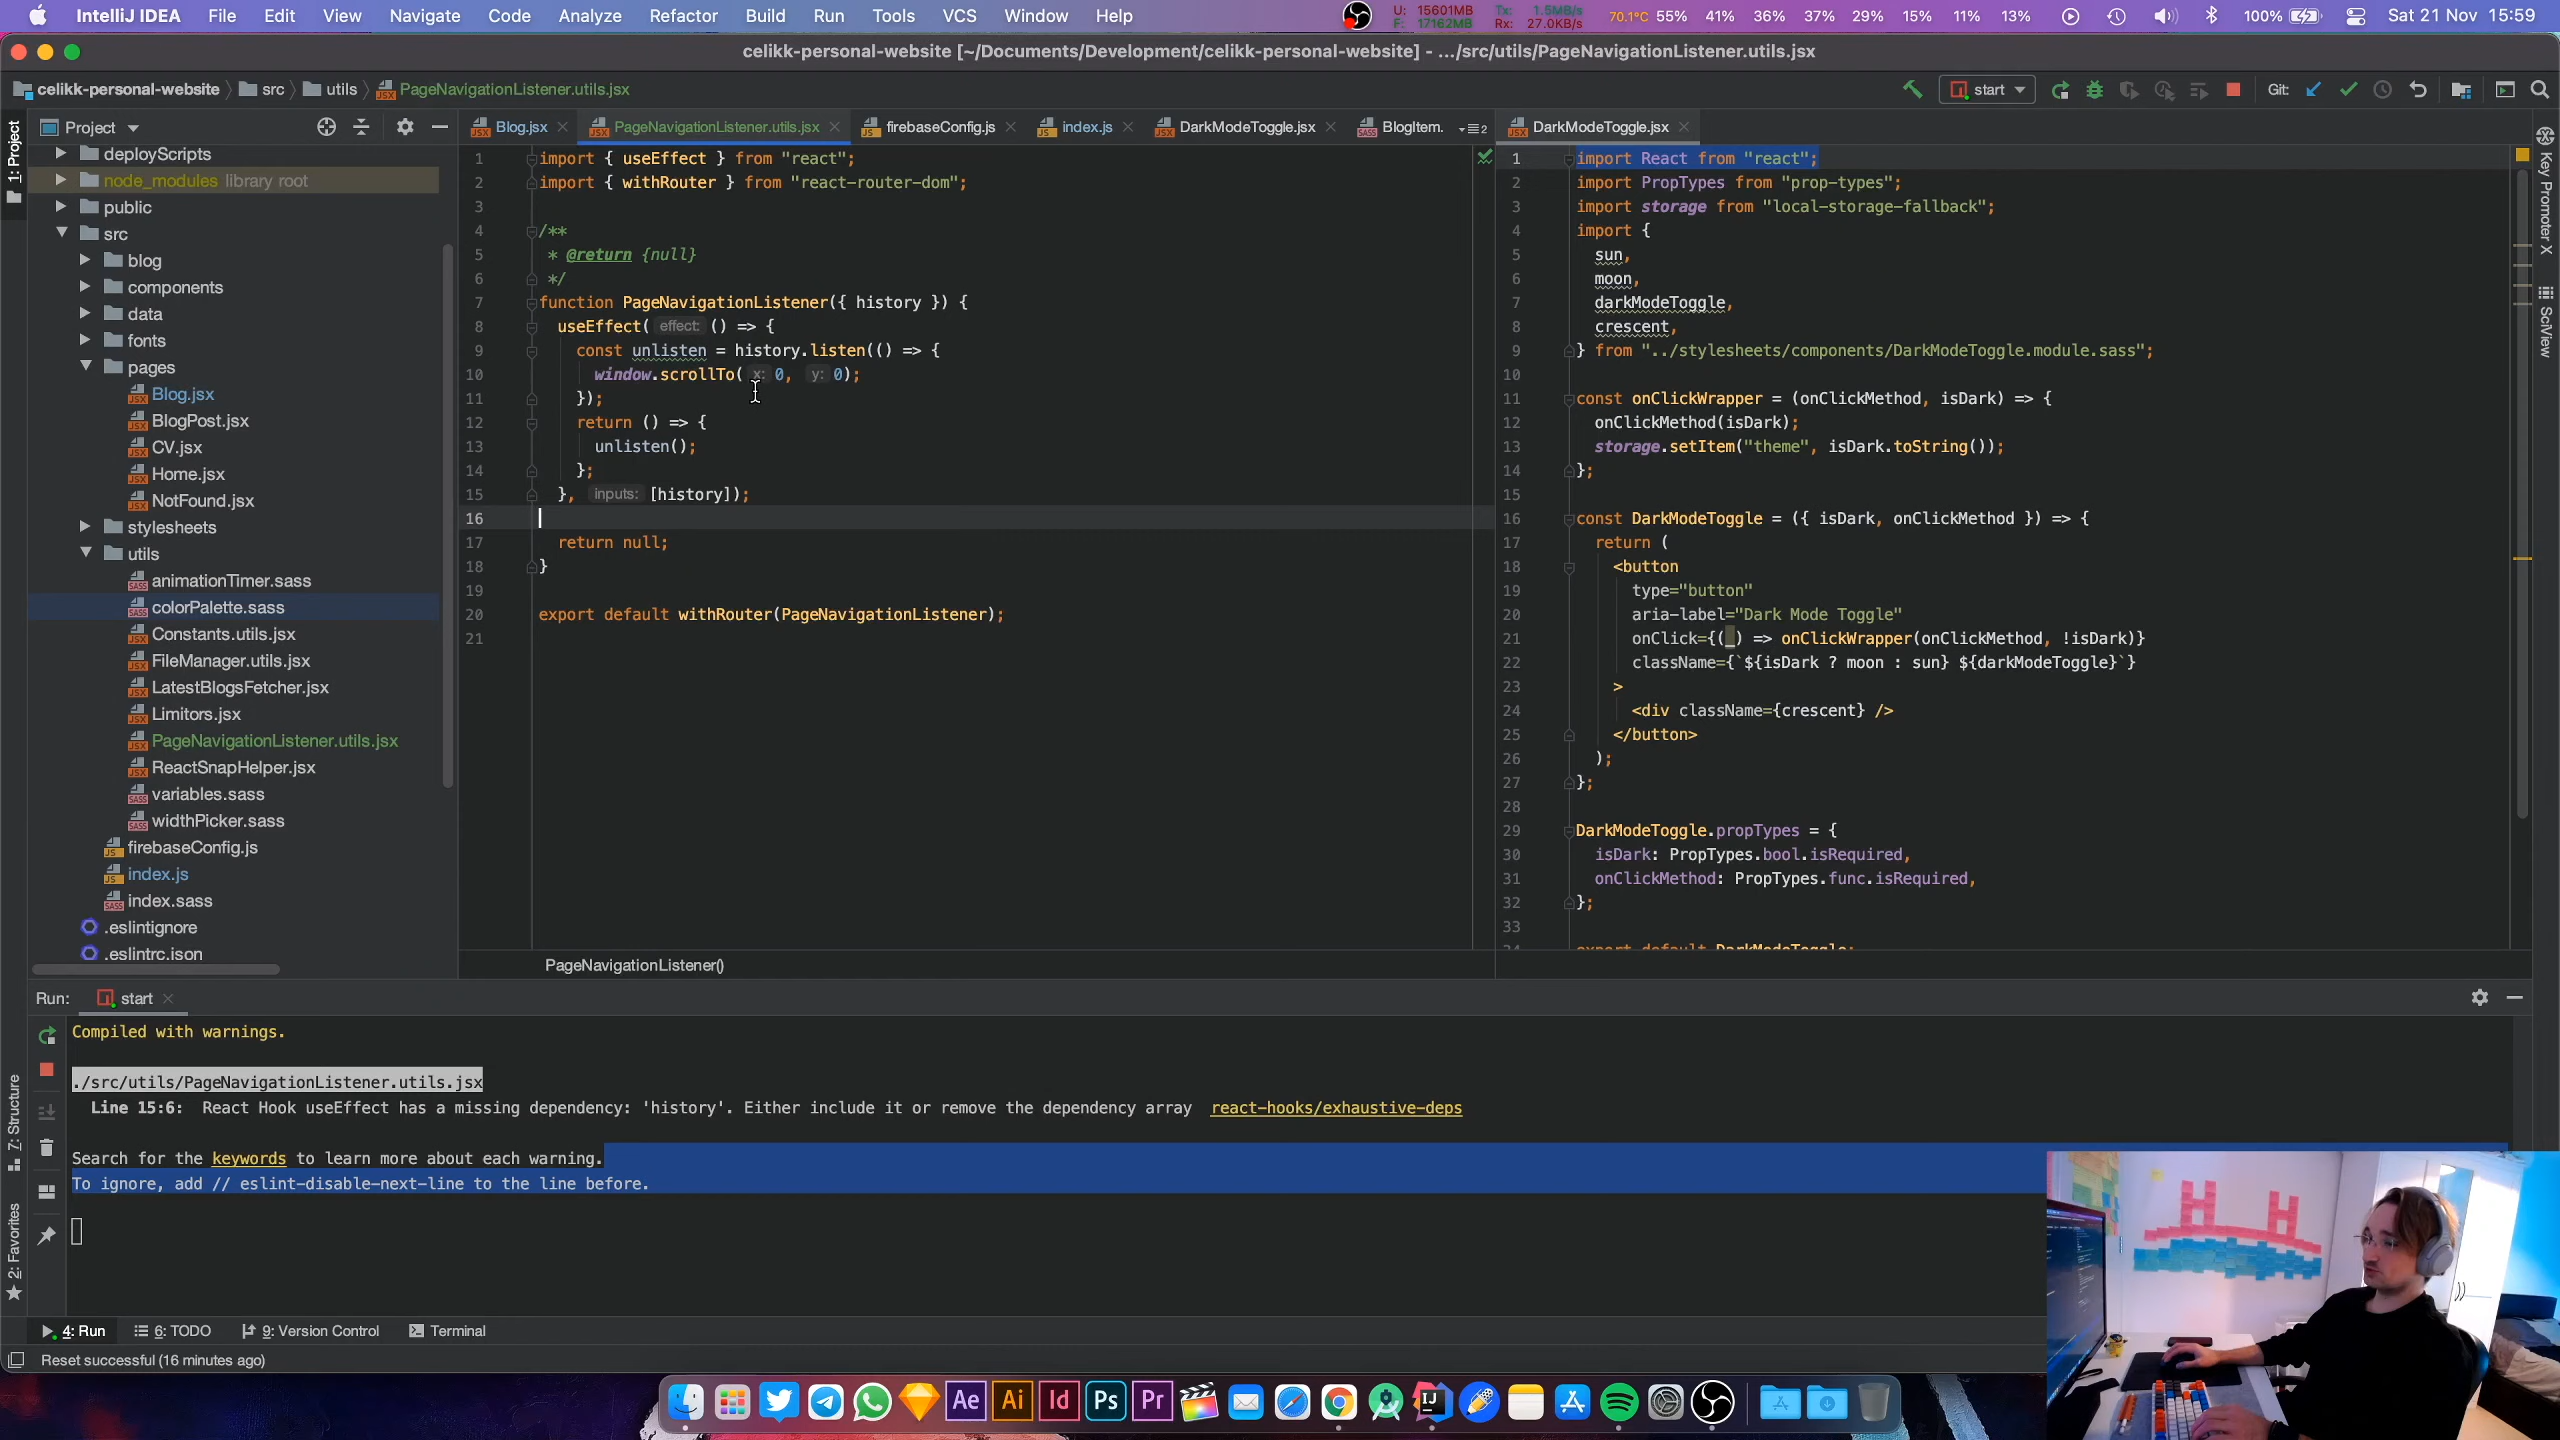 IntelliJ IDEA File Edit View Navigate Code Analyze Refactor Build Run Tools VCS Window Help
U: 15601MB Tx: 1.5MB/s
F: 17162MB Rx: 27.0KB/s
70.1°C 55% 41% 36% 37% 29% 15% 11% 13% 100% Sat 21 Nov 15:59
celikk-personal-website [~/Documents/Development/celikk-personal-website] - .../src/utils/PageNavigationListener.utils.jsx
celikk-personal-website src utils PageNavigationListener.utils.jsx start Git:
1: Project
Project
deployScripts
node_modules library root
public
src
blog
components
data
fonts
pages
Blog.jsx
BlogPost.jsx
CV.jsx
Home.jsx
NotFound.jsx
stylesheets
utils
animationTimer.sass
colorPalette.sass
Constants.utils.jsx
FileManager.utils.jsx
LatestBlogsFetcher.jsx
Limitors.jsx
PageNavigationListener.utils.jsx
ReactSnapHelper.jsx
variables.sass
widthPicker.sass
firebaseConfig.js
index.js
index.sass
.eslintignore
.eslintrc.json
Blog.jsx PageNavigationListener.utils.jsx firebaseConfig.js index.js DarkModeToggle.jsx BlogItem. 2
1 import { useEffect } from "react";
2 import { withRouter } from "react-router-dom";
3
4 /**
5 * @return {null}
6 */
7 function PageNavigationListener({ history }) {
8 useEffect( effect: () => {
9 const unlisten = history.listen(() => {
10 window.scrollTo( x: 0, y: 0);
11 });
12 return () => {
13 unlisten();
14 };
15 }, inputs: [history]);
16
17 return null;
18 }
19
20 export default withRouter(PageNavigationListener);
21
PageNavigationListener()
DarkModeToggle.jsx
1 import React from "react";
2 import PropTypes from "prop-types";
3 import storage from "local-storage-fallback";
4 import {
5 sun,
6 moon,
7 darkModeToggle,
8 crescent,
9 } from "../stylesheets/components/DarkModeToggle.module.sass";
10
11 const onClickWrapper = (onClickMethod, isDark) => {
12 onClickMethod(isDark);
13 storage.setItem("theme", isDark.toString());
14 };
15
16 const DarkModeToggle = ({ isDark, onClickMethod }) => {
17 return (
18 <button
19 type="button"
20 aria-label="Dark Mode Toggle"
21 onClick={(_) => onClickWrapper(onClickMethod, !isDark)}
22 className={`${isDark ? moon : sun} ${darkModeToggle}`}
23 >
24 <div className={crescent} />
25 </button>
26 );
27 };
28
29 DarkModeToggle.propTypes = {
30 isDark: PropTypes.bool.isRequired,
31 onClickMethod: PropTypes.func.isRequired,
32 };
33
34 export default DarkModeToggle;
Key Promoter X
SciView
Run: start
Compiled with warnings.
./src/utils/PageNavigationListener.utils.jsx
Line 15:6: React Hook useEffect has a missing dependency: 'history'. Either include it or remove the dependency array react-hooks/exhaustive-deps
Search for the keywords to learn more about each warning.
To ignore, add // eslint-disable-next-line to the line before.
7: Structure
2: Favorites
4: Run 6: TODO 9: Version Control Terminal
Reset successful (16 minutes ago)
Ae Ai Id Ps Pr IJ